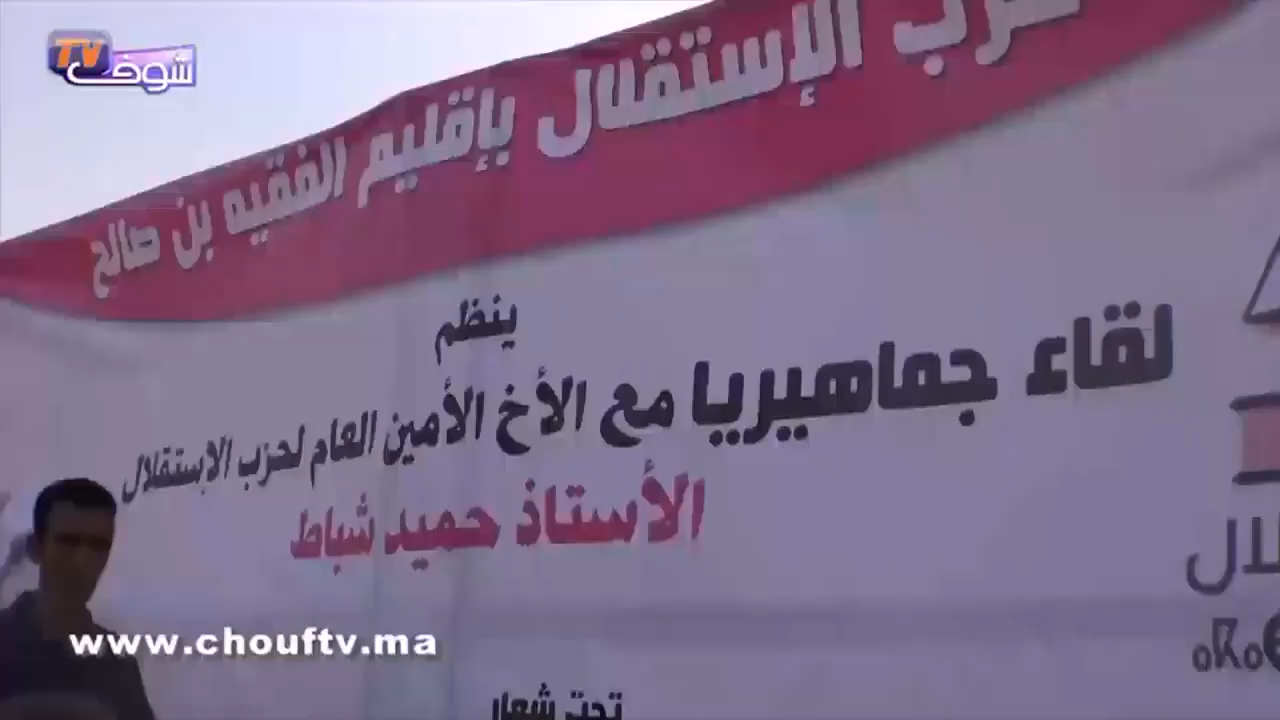 TV شوف
حزب الإستقلال بإقليم الفقيه بن صالح
ينظم
لقاء جماهيريا مع الأخ الأمين العام لحزب الإستقلال
الأستاذ حميد شباط
www.chouftv.ma
تحت شعار